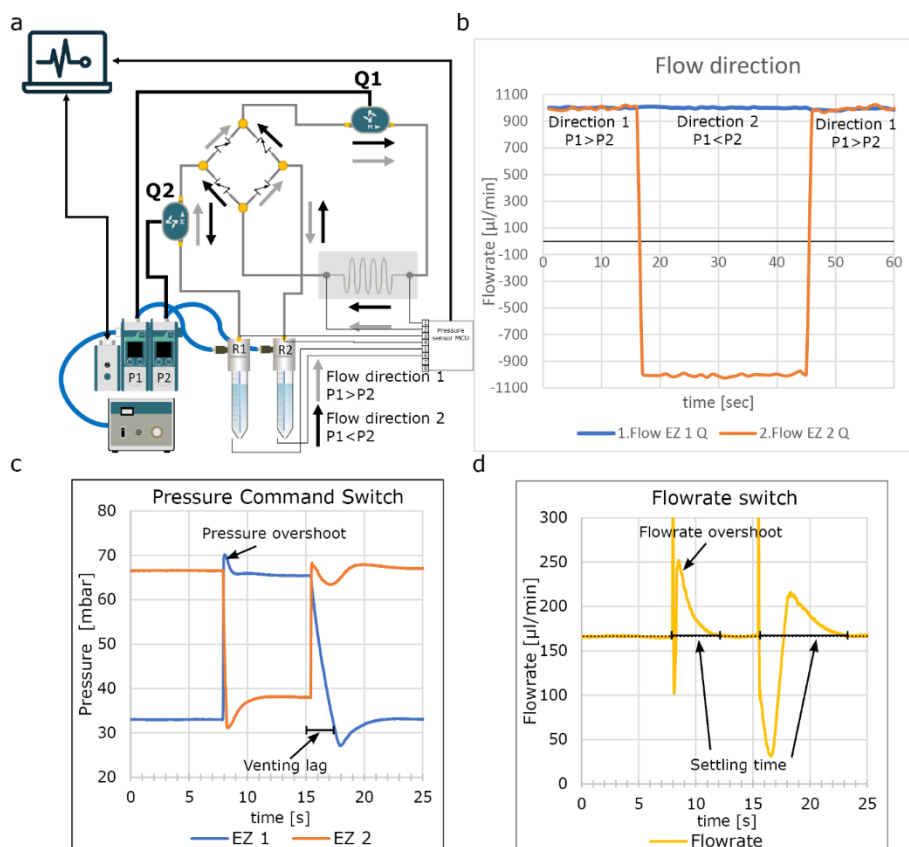 a
Q1
Q2
P1
P2
R1
R2
Pressure
sensor MCU
Flow direction 1
P1>P2
Flow direction 2
P1<P2
b
Flow direction
1100
900
700
500
300
100
-100
-300
-500
-700
-900
-1100
Flowrate [µl/min]
Direction 1
P1>P2
Direction 2
P1<P2
Direction 1
P1>P2
0
10
20
30
40
50
60
time [sec]
1.Flow EZ 1 Q
2.Flow EZ 2 Q
c
Pressure Command Switch
80
70
60
50
40
30
20
Pressure [mbar]
Pressure overshoot
Venting lag
0
5
10
15
20
25
time [s]
EZ 1
EZ 2
d
Flowrate switch
300
250
200
150
100
50
0
Flowrate [µl/min]
Flowrate overshoot
Settling time
0
5
10
15
20
25
time [s]
Flowrate